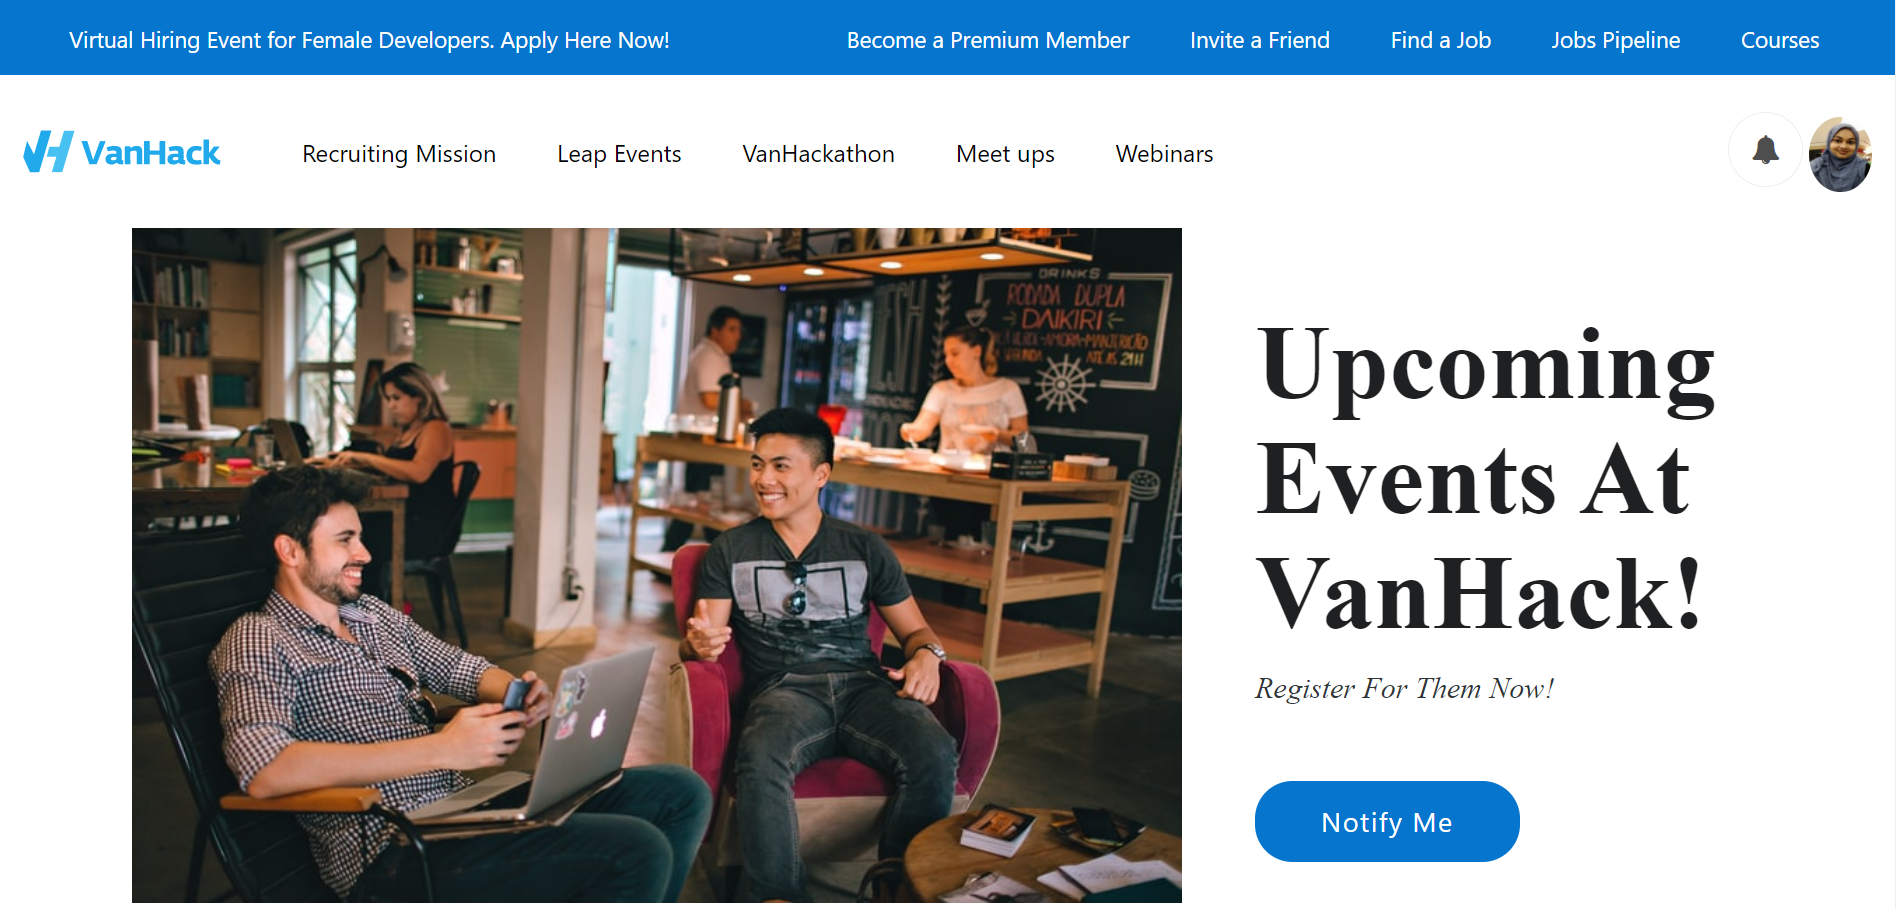 Virtual Hiring Event for Female Developers. Apply Here Now!
Become a Premium Member
Invite a Friend
Find a Job
Jobs Pipeline
Courses
VanHack
Recruiting Mission
Leap Events
VanHackathon
Meet ups
Webinars
DRINKS
RODADA DUPLA
DAIKIRI
ATÉ ÀS 21H
Upcoming
Events At
VanHack!
Register For Them Now!
Notify Me